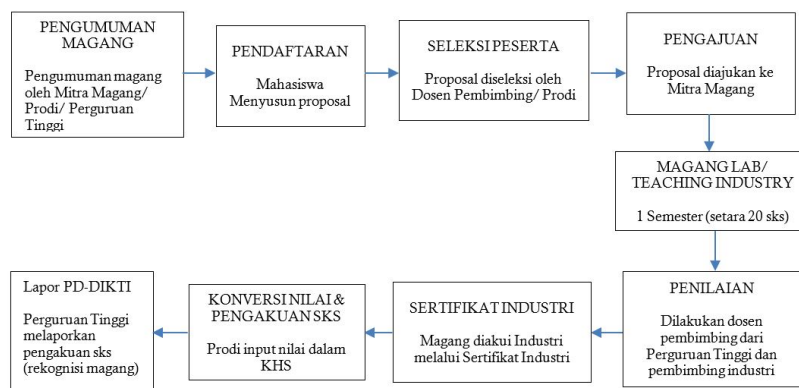 PENGUMUMAN
MAGANG
Pengumuman magang
oleh Mitra Magang/
Prodi/ Perguruan
Tinggi
PENDAFTARAN
Mahasiswa
Menyusun proposal
SELEKSI PESERTA
Proposal diseleksi oleh
Dosen Pembimbing/ Prodi
PENGAJUAN
Proposal diajukan ke
Mitra Magang
MAGANG LAB/
TEACHING INDUSTRY
1 Semester (setara 20 sks)
PENILAIAN
Dilakukan dosen
pembimbing dari
Perguruan Tinggi dan
pembimbing industri
SERTIFIKAT INDUSTRI
Magang diakui Industri
melalui Sertifikat Industri
KONVERSI NILAI &
PENGAKUAN SKS
Prodi input nilai dalam
KHS
Lapor PD-DIKTI
Perguruan Tinggi
melaporkan
pengakuan sks
(rekognisi magang)